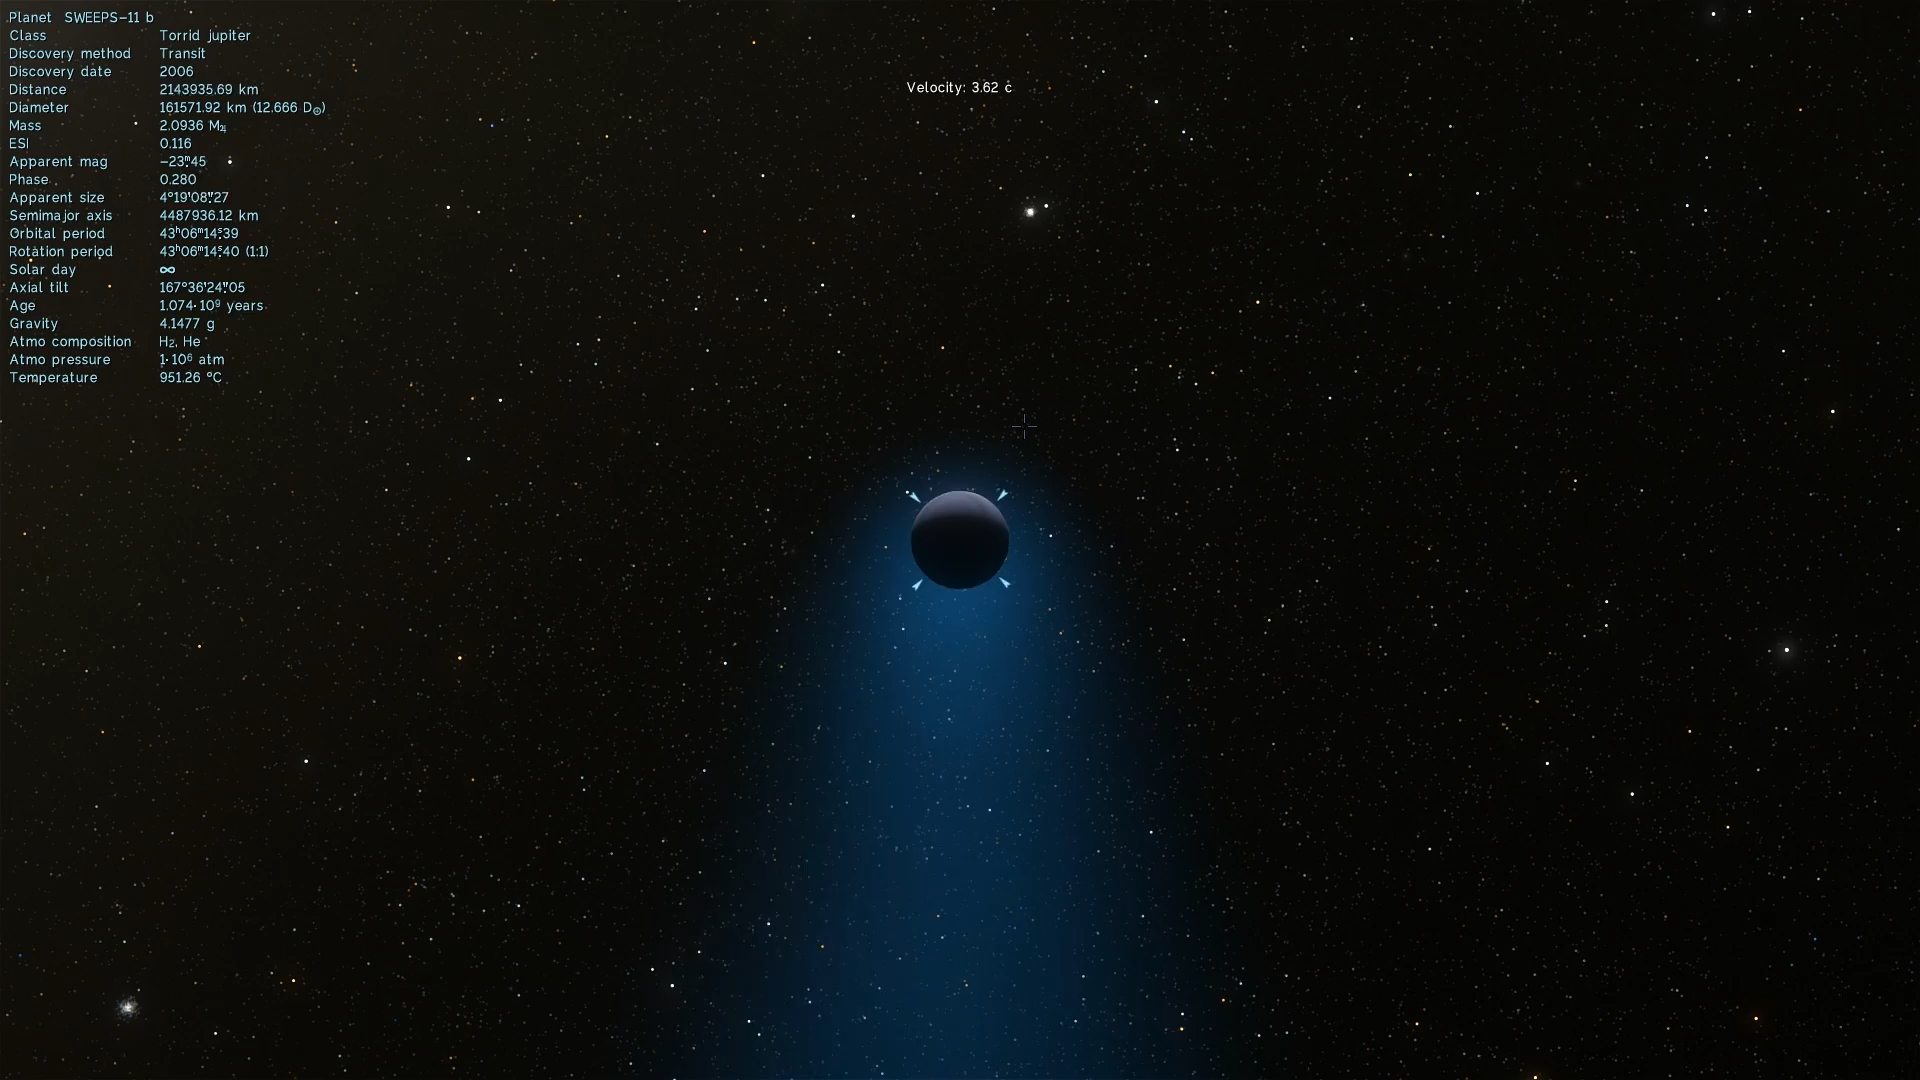 Planet SWEEPS-11 b
Class Torrid jupiter
Discovery method Transit
Discovery date 2006
Distance 2143935.69 km
Diameter 161571.92 km (12.666 D⊕)
Mass 2.0936 M♃
ESI 0.116
Apparent mag -23ᵐ.45
Phase 0.280
Apparent size 4°19'08".27
Semimajor axis 4487936.12 km
Orbital period 43ʰ06ᵐ14ˢ.39
Rotation period 43ʰ06ᵐ14ˢ.40 (1:1)
Solar day ∞
Axial tilt 167°36'24".05
Age 1.074·10⁹ years
Gravity 4.1477 g
Atmo composition H₂, He
Atmo pressure 1·10⁶ atm
Temperature 951.26 ºC
Velocity: 3.62 c